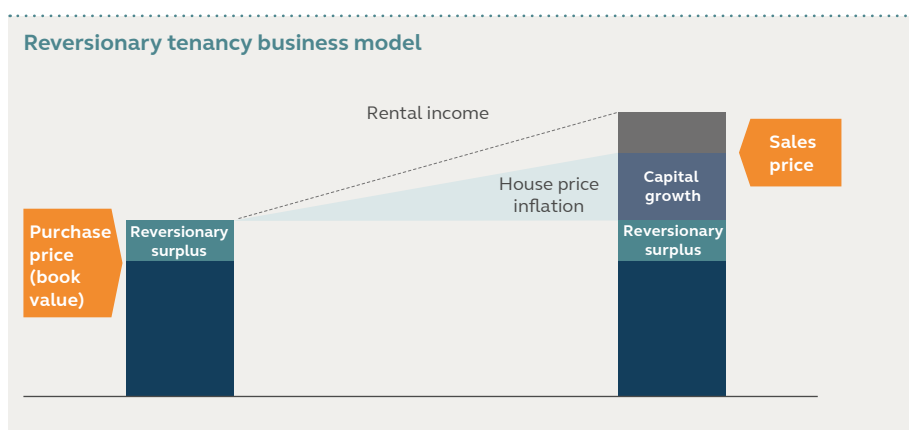 Reversionary tenancy business model
Rental income
Sales
price
Capital
growth
House price
inflation
Purchase
price
(book
value)
Reversionary
surplus
Reversionary
surplus